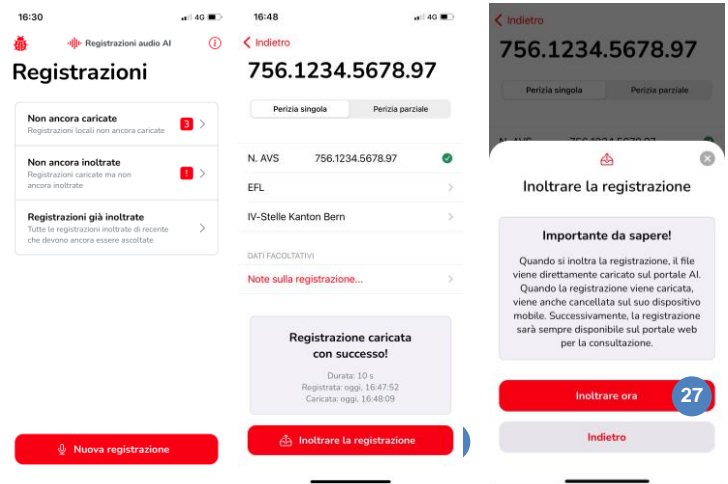 16:30
4G
Registrazioni audio AI
Registrazioni
Non ancora caricate
Registrazioni locali non ancora caricate
3
Non ancora inoltrate
Registrazioni caricate ma non
ancora inoltrate
!
Registrazioni già inoltrate
Tutte le registrazioni inoltrate di recente
che devono ancora essere ascoltate
Nuova registrazione
16:48
4G
Indietro
756.1234.5678.97
Perizia singola
Perizia parziale
N. AVS
756.1234.5678.97
EFL
IV-Stelle Kanton Bern
DATI FACOLTATIVI
Note sulla registrazione...
Registrazione caricata
con successo!
Durata: 10 s
Registrata: oggi, 16:47:52
Caricata: oggi, 16:48:09
Inoltrare la registrazione
Indietro
756.1234.5678.97
Perizia singola
Perizia parziale
N. AVS
756.1234.5678.97
Inoltrare la registrazione
Importante da sapere!
Quando si inoltra la registrazione, il file
viene direttamente caricato sul portale AI.
Quando la registrazione viene caricata,
viene anche cancellata sul suo dispositivo
mobile. Successivamente, la registrazione
sarà sempre disponibile sul portale web
per la consultazione.
Inoltrare ora
27
Indietro